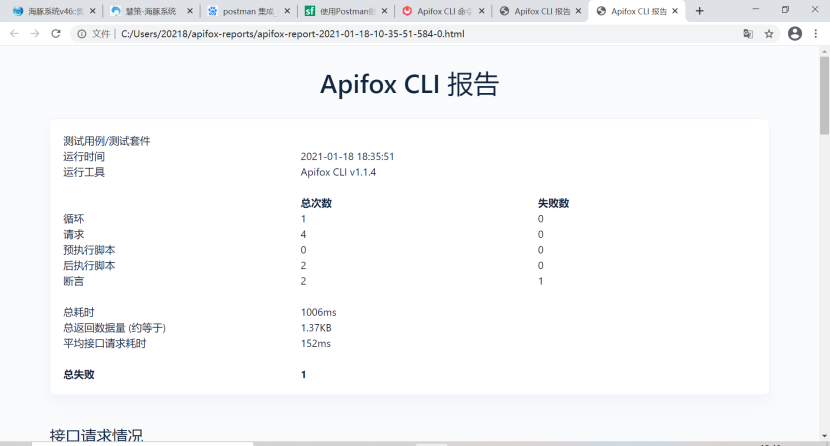 海豚系统v46:
慧策-海豚系统
postman 集成_
使用Postman
Apifox CLI 命令
Apifox CLI 报告
Apifox CLI 报告
文件 | C:/Users/20218/apifox-reports/apifox-report-2021-01-18-10-35-51-584-0.html
Apifox CLI 报告
测试用例/测试套件
运行时间 2021-01-18 18:35:51
运行工具 Apifox CLI v1.1.4
总次数 失败数
循环 1 0
请求 4 0
预执行脚本 0 0
后执行脚本 2 0
断言 2 1
总耗时 1006ms
总返回数据量 (约等于) 1.37KB
平均接口请求耗时 152ms
总失败 1
接口请求情况